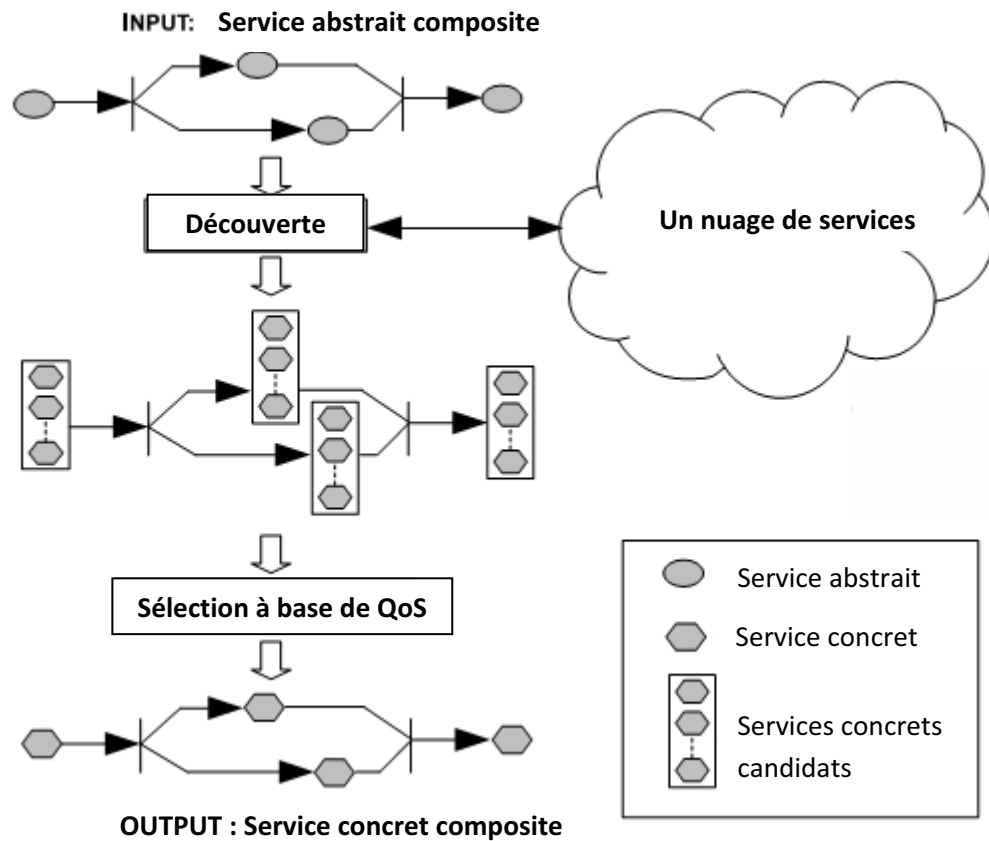 INPUT: Service abstrait composite
Découverte
Un nuage de services
Sélection à base de QoS
Service abstrait
Service concret
Services concrets
candidats
OUTPUT : Service concret composite